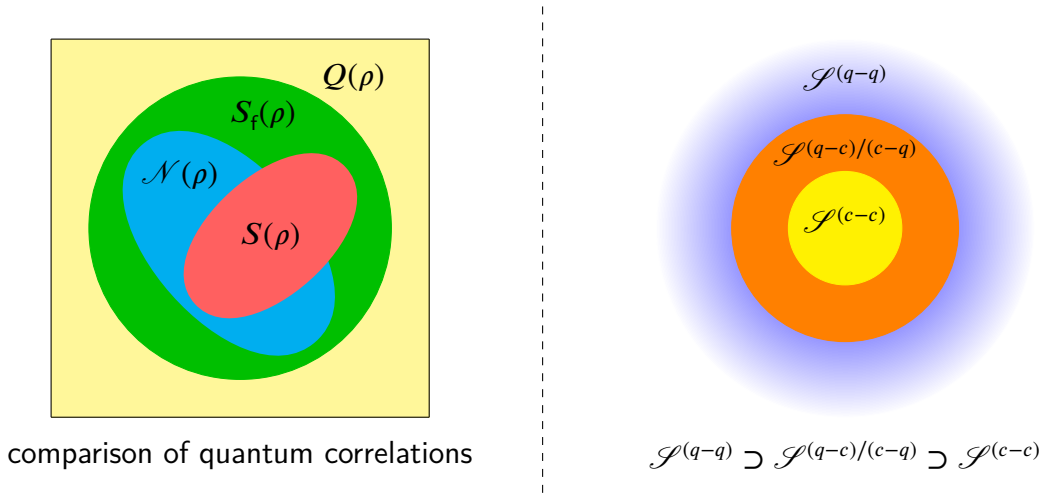 Q(ρ)
S_f(ρ)
𝒩(ρ)
S(ρ)
comparison of quantum correlations
𝒮^(q−q)
𝒮^(q−c)/(c−q)
𝒮^(c−c)
𝒮^(q−q) ⊃ 𝒮^(q−c)/(c−q) ⊃ 𝒮^(c−c)